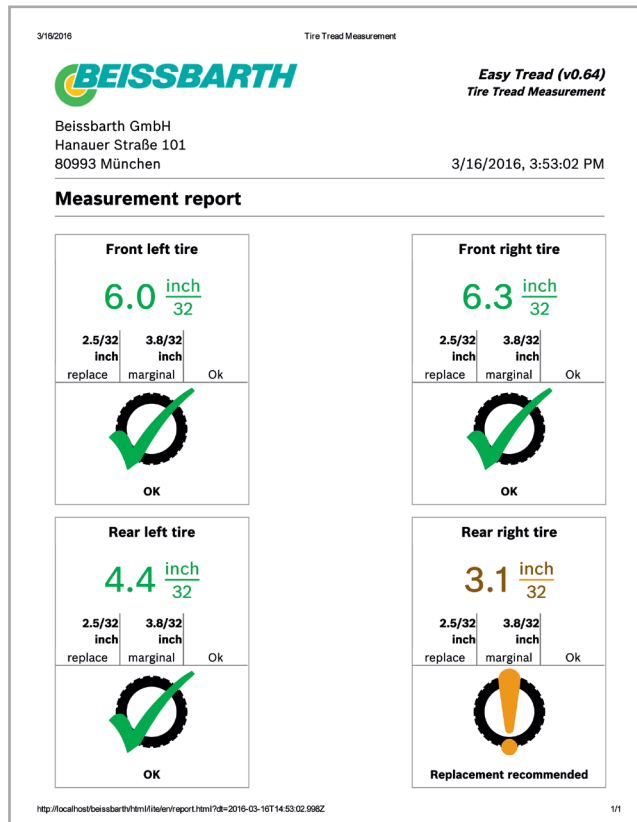 3/16/2016 Tire Tread Measurement
BEISSBARTH
Easy Tread (v0.64)
Tire Tread Measurement
Beissbarth GmbH
Hanauer Straße 101
80993 München 3/16/2016, 3:53:02 PM
Measurement report
Front left tire
6.0 inch
32
2.5/32 3.8/32
inch inch
replace marginal Ok
OK
Front right tire
6.3 inch
32
2.5/32 3.8/32
inch inch
replace marginal Ok
OK
Rear left tire
4.4 inch
32
2.5/32 3.8/32
inch inch
replace marginal Ok
OK
Rear right tire
3.1 inch
32
2.5/32 3.8/32
inch inch
replace marginal Ok
Replacement recommended
http://localhost/beissbarth/html/lite/en/report.html?dt=2016-03-16T14:53:02.998Z 1/1